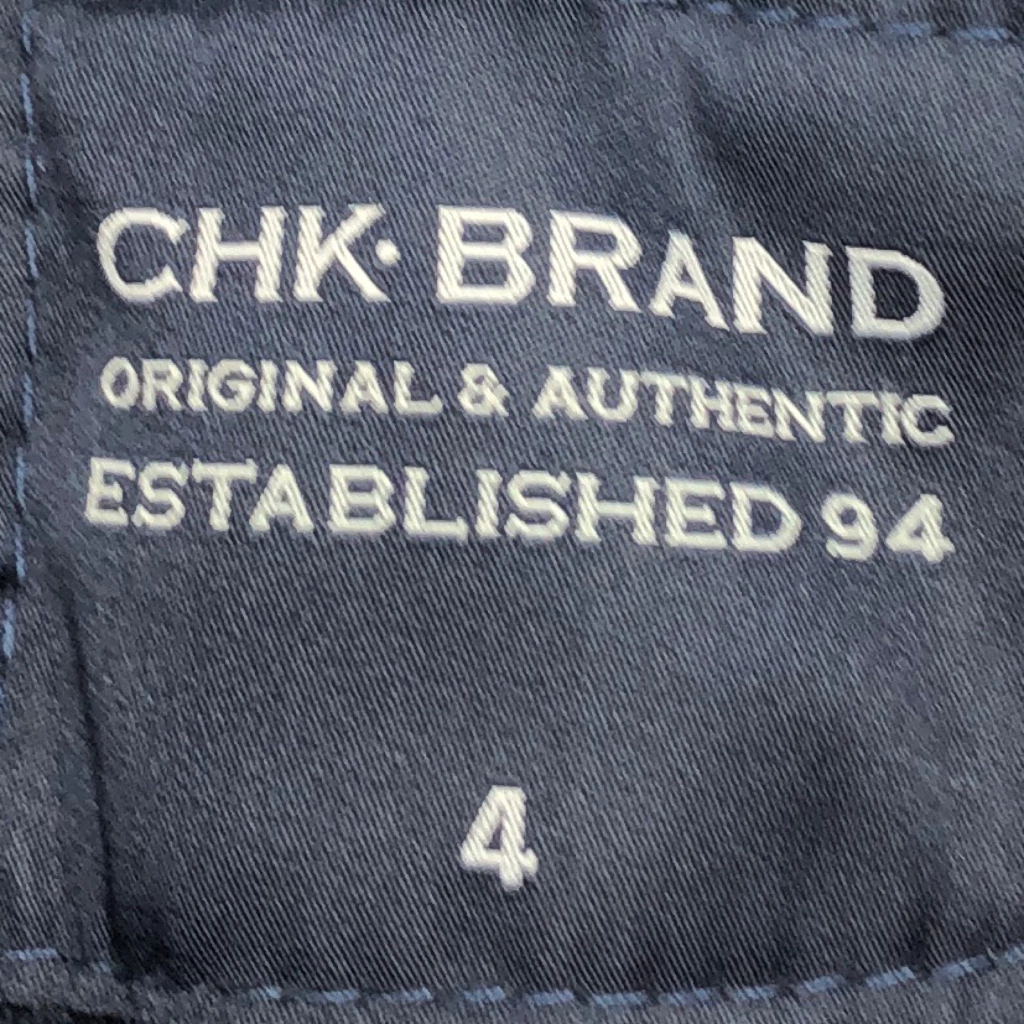 CHK·BRAND
ORIGINAL & AUTHENTIC
ESTABLISHED 94
4